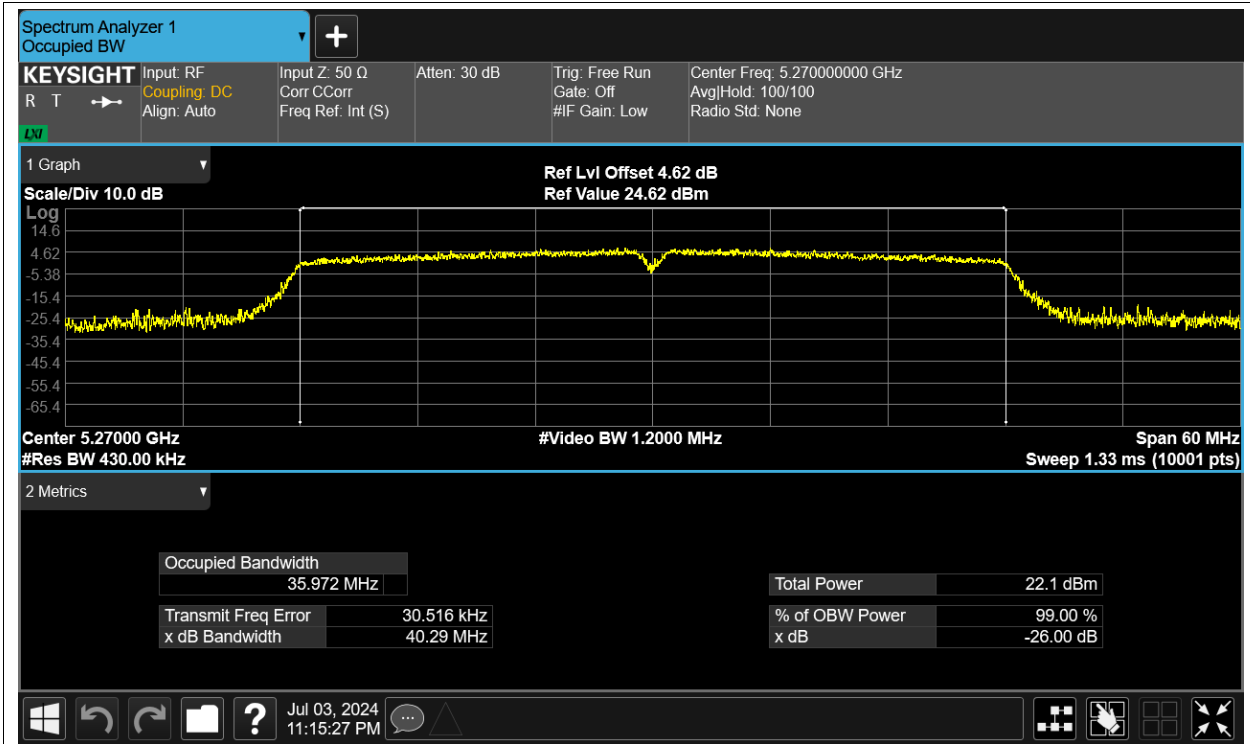 Spectrum Analyzer 1
Occupied BW
KEYSIGHT
R T
LXI
Input: RF
Coupling: DC
Align: Auto
Input Z: 50 Ω
Corr CCorr
Freq Ref: Int (S)
Atten: 30 dB
Trig: Free Run
Gate: Off
#IF Gain: Low
Center Freq: 5.270000000 GHz
Avg|Hold: 100/100
Radio Std: None
1 Graph
Scale/Div 10.0 dB
Ref Lvl Offset 4.62 dB
Ref Value 24.62 dBm
Log
14.6
4.62
-5.38
-15.4
-25.4
-35.4
-45.4
-55.4
-65.4
Center 5.27000 GHz
#Video BW 1.2000 MHz
Span 60 MHz
#Res BW 430.00 kHz
Sweep 1.33 ms (10001 pts)
2 Metrics
Occupied Bandwidth
35.972 MHz
Transmit Freq Error 30.516 kHz
x dB Bandwidth 40.29 MHz
Total Power 22.1 dBm
% of OBW Power 99.00 %
x dB -26.00 dB
?
Jul 03, 2024
11:15:27 PM